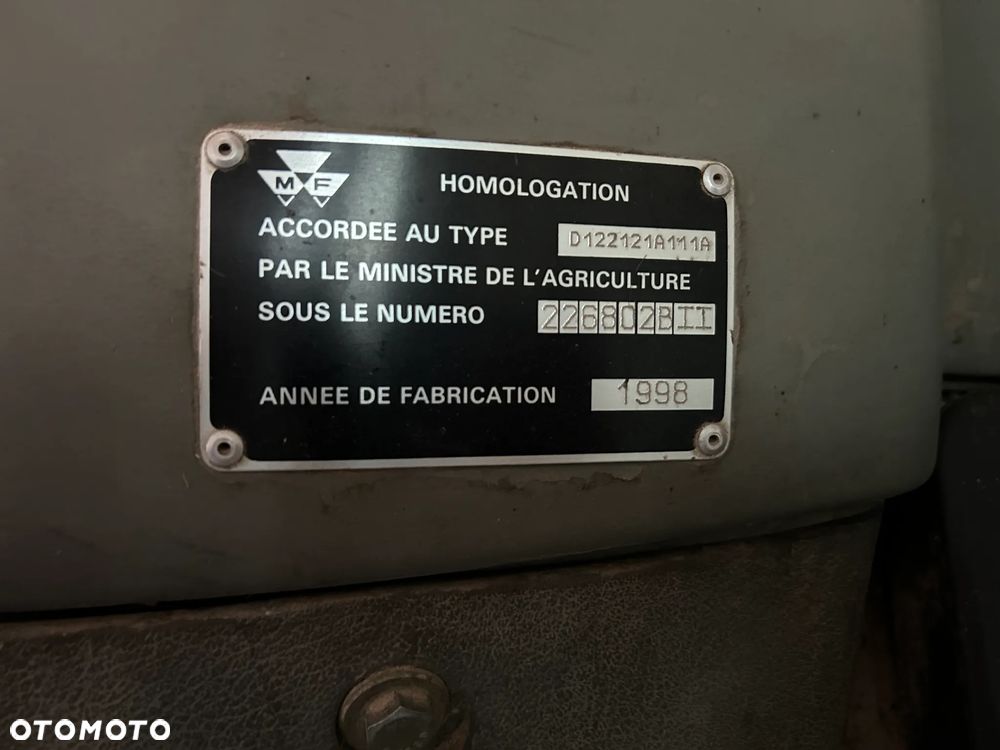 MF
HOMOLOGATION
ACCORDEE AU TYPE D122121A111A
PAR LE MINISTRE DE L'AGRICULTURE
SOUS LE NUMERO 226802BII
ANNEE DE FABRICATION 1998
OTOMOTO